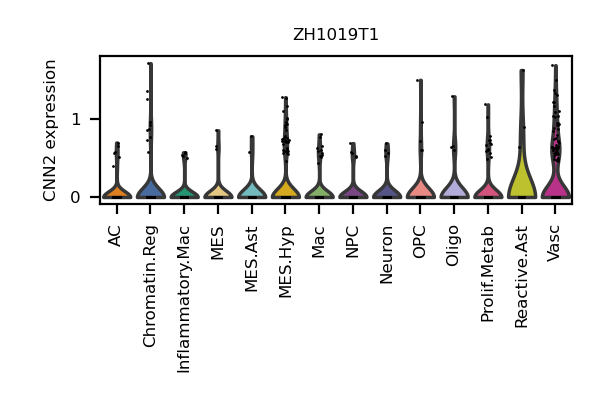 ZH1019T1
CNN2 expression
1
0
AC
Chromatin.Reg
Inflammatory.Mac
MES
MES.Ast
MES.Hyp
Mac
NPC
Neuron
OPC
Oligo
Prolif.Metab
Reactive.Ast
Vasc